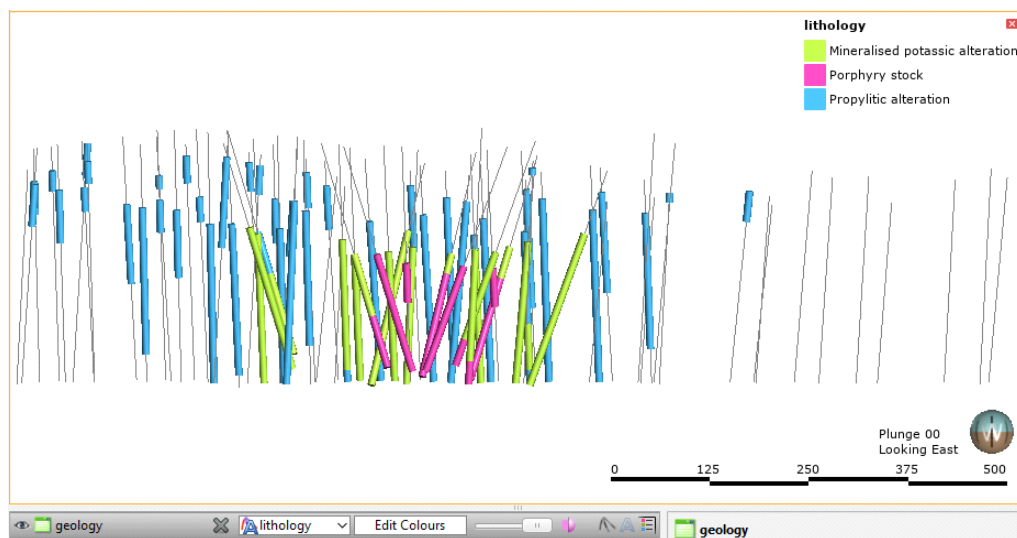 lithology
Mineralised potassic alteration
Porphyry stock
Propylitic alteration
Plunge 00
Looking East
0 125 250 375 500
geology
lithology
Edit Colours
geology